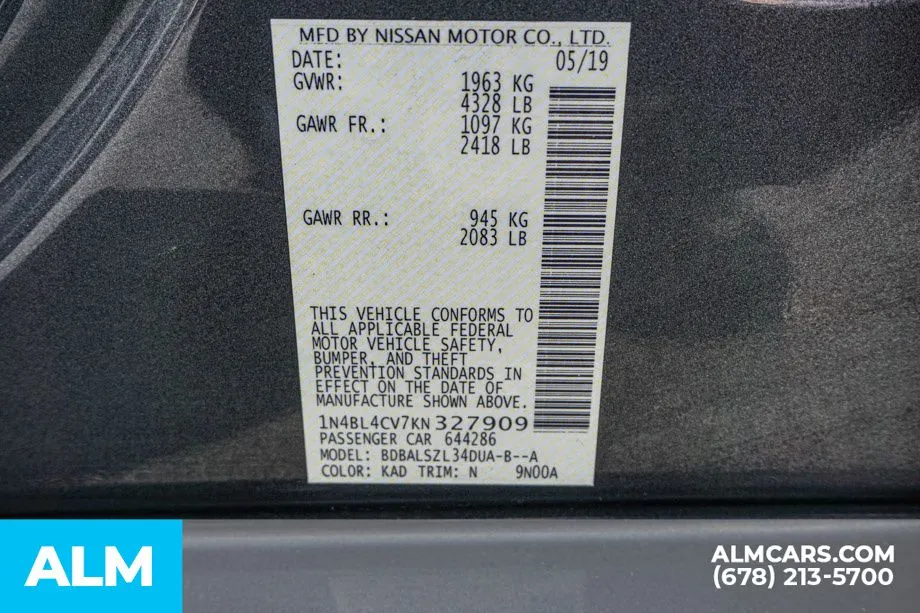 MFD BY NISSAN MOTOR CO., LTD.
DATE: 05/19
GVWR: 1963 KG
4328 LB
GAWR FR.: 1097 KG
2418 LB
GAWR RR.: 945 KG
2083 LB
THIS VEHICLE CONFORMS TO
ALL APPLICABLE FEDERAL
MOTOR VEHICLE SAFETY,
BUMPER, AND THEFT
PREVENTION STANDARDS IN
EFFECT ON THE DATE OF
MANUFACTURE SHOWN ABOVE.
1N4BL4CV7KN327909
PASSENGER CAR 644286
MODEL: BDBALSZL34DUA-B--A
COLOR: KAD TRIM: N 9N00A
ALM
ALMCARS.COM
(678) 213-5700